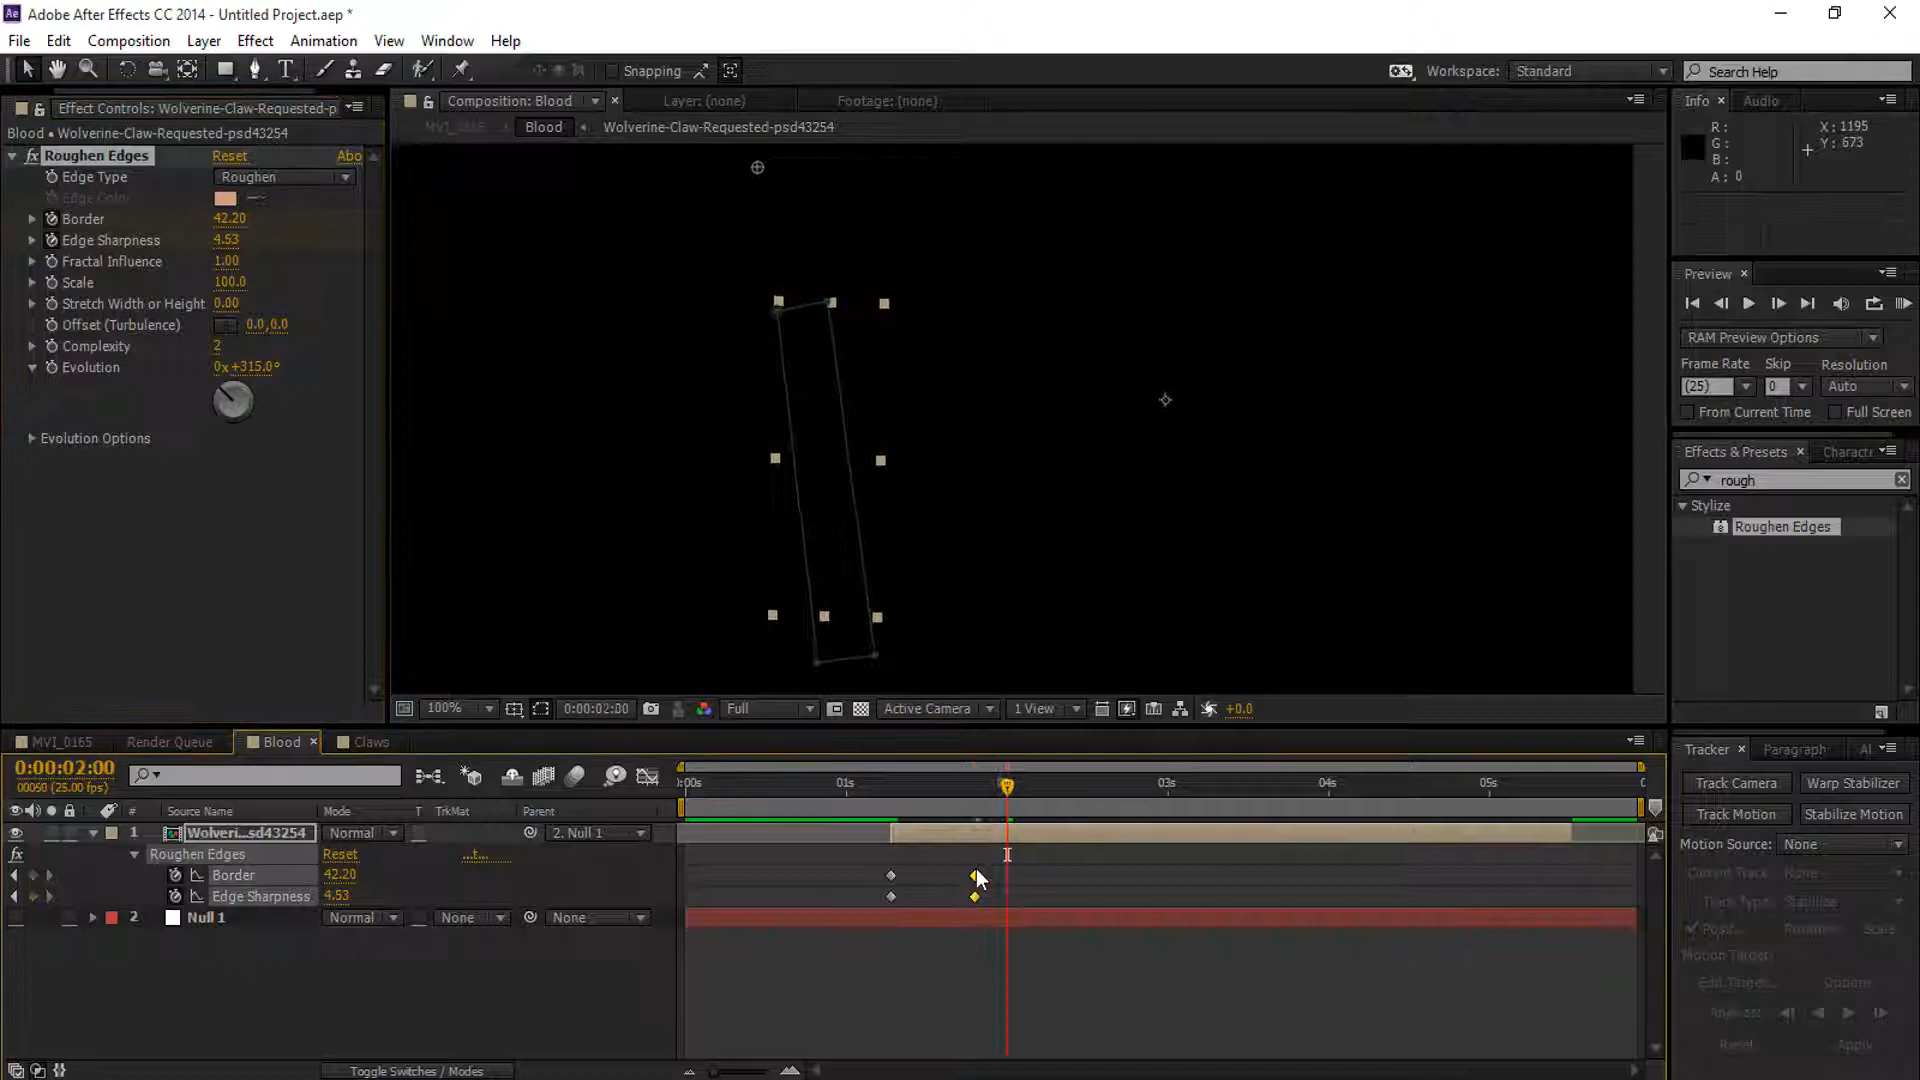 Adobe After Effects CC 2014 - Untitled Project.aep *
File Edit Composition Layer Effect Animation View Window Help
Snapping
Workspace: Standard
Search Help
Effect Controls: Wolverine-Claw-Requested-p
Blood • Wolverine-Claw-Requested-psd43254
fx Roughen Edges Reset Abo
Edge Type Roughen
Edge Color
Border 42.20
Edge Sharpness 4.53
Fractal Influence 1.00
Scale 100.0
Stretch Width or Height 0.00
Offset (Turbulence) 0.0,0.0
Complexity 2
Evolution 0x+315.0°
Evolution Options
Composition: Blood Layer: (none) Footage: (none)
MVI_0165 Blood Wolverine-Claw-Requested-psd43254
100% 0:00:02:00 Full Active Camera 1 View +0.0
Info Audio
R: X: 1195
G: Y: 673
B:
A: 0
Preview
RAM Preview Options
Frame Rate Skip Resolution
(25) 0 Auto
From Current Time Full Screen
Effects & Presets Characte
rough
Stylize
Roughen Edges
MVI_0165 Render Queue Blood Claws
0:00:02:00
00050 (25.00 fps)
:00s 01s 03s 04s 05s 0
# Source Name Mode T TrkMat Parent
1 Wolveri...sd43254 Normal 2. Null 1
fx Roughen Edges Reset ...t...
Border 42.20
Edge Sharpness 4.53
2 Null 1 Normal None None
Toggle Switches / Modes
Tracker Paragraph Al
Track Camera Warp Stabilizer
Track Motion Stabilize Motion
Motion Source: None
Current Track: None
Track Type: Stabilize
Position Rotation Scale
Motion Target:
Edit Target... Options...
Analyze:
Reset Apply